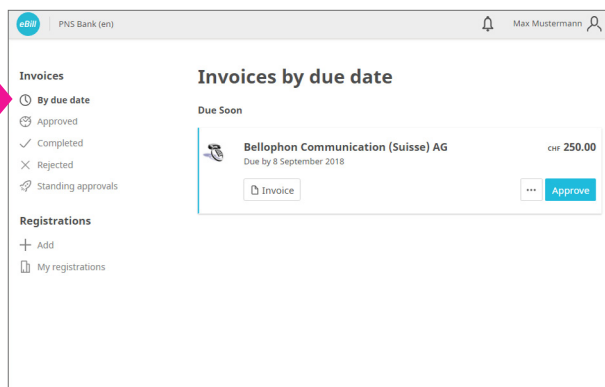 eBill PNS Bank (en) Max Mustermann
Invoices
By due date
Approved
Completed
Rejected
Standing approvals
Registrations
Add
My registrations
Invoices by due date
Due Soon
Bellophon Communication (Suisse) AG CHF 250.00
Due by 8 September 2018
Invoice ... Approve